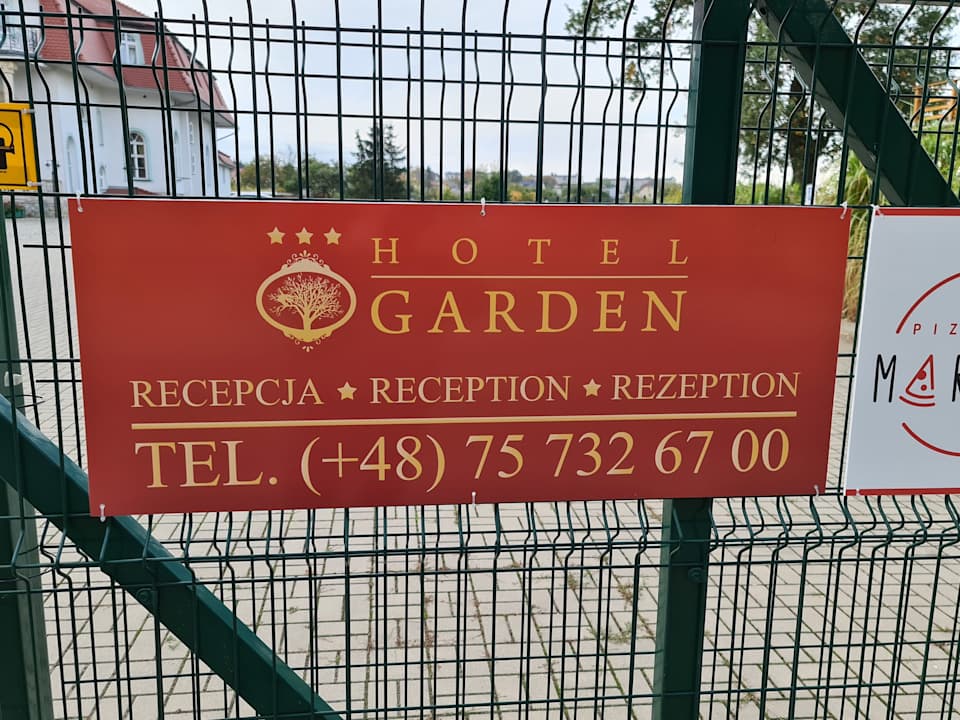 HOTEL
GARDEN
RECEPCJA ★ RECEPTION ★ REZEPTION
TEL. (+48) 75 732 67 00